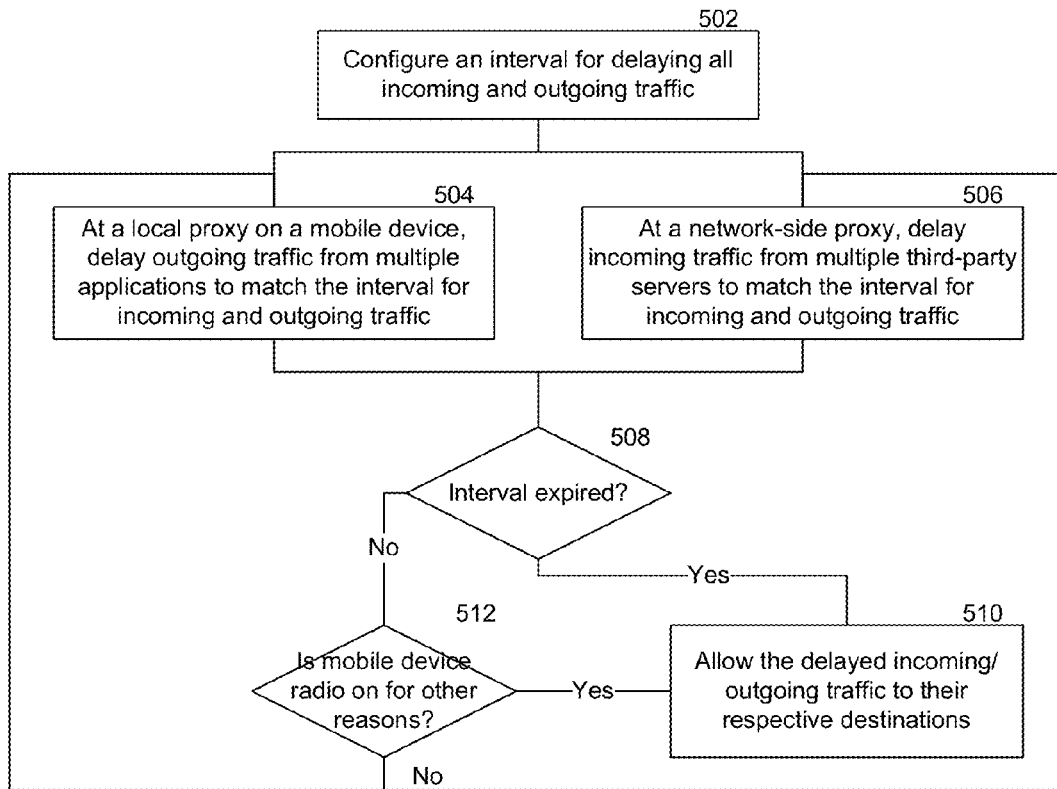 502
Configure an interval for delaying all
incoming and outgoing traffic
504
At a local proxy on a mobile device,
delay outgoing traffic from multiple
applications to match the interval for
incoming and outgoing traffic
506
At a network-side proxy, delay
incoming traffic from multiple third-party
servers to match the interval for
incoming and outgoing traffic
508
Interval expired?
No
Yes
512
Is mobile device
radio on for other
reasons?
Yes
510
Allow the delayed incoming/
outgoing traffic to their
respective destinations
No